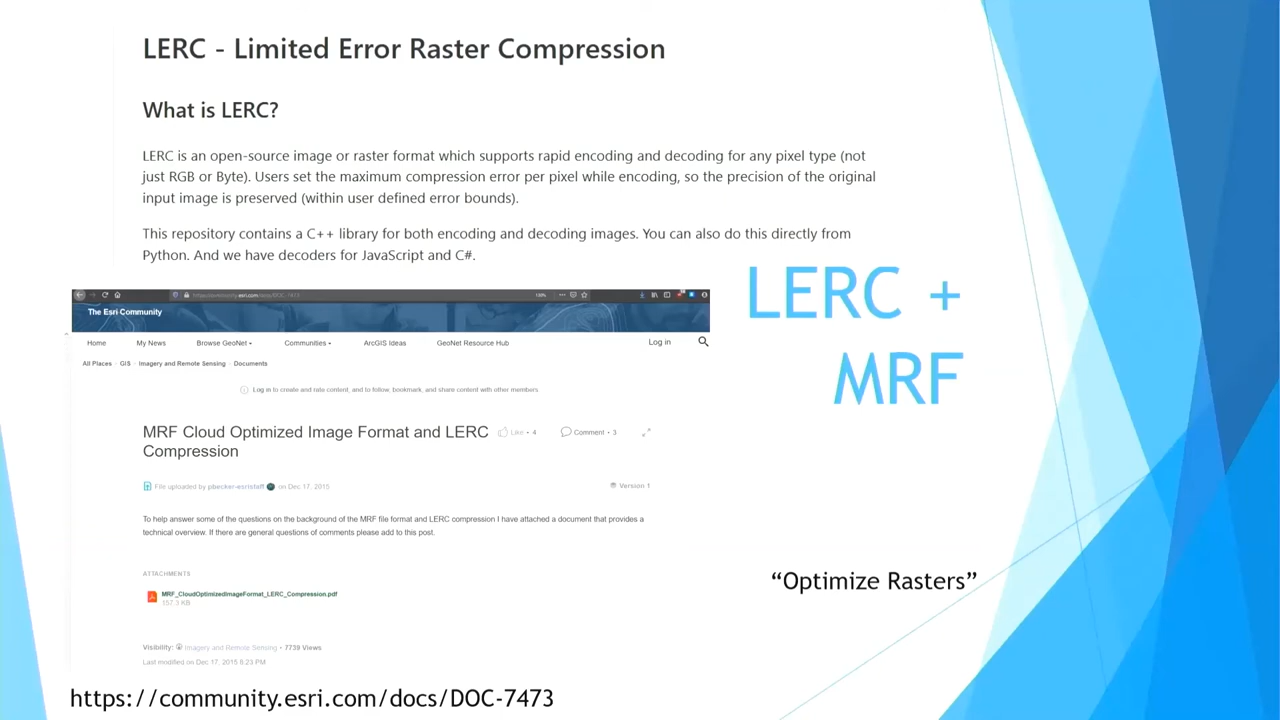 LERC - Limited Error Raster Compression
What is LERC?
LERC is an open-source image or raster format which supports rapid encoding and decoding for any pixel type (not
just RGB or Byte). Users set the maximum compression error per pixel while encoding, so the precision of the original
input image is preserved (within user defined error bounds).
This repository contains a C++ library for both encoding and decoding images. You can also do this directly from
Python. And we have decoders for JavaScript and C#.
LERC +
MRF
The Esri Community
Home My News Browse GeoNet Communities ArcGIS Ideas GeoNet Resource Hub Log in
All Places GIS Imagery and Remote Sensing Documents
Log in to create and rate content, and to follow, bookmark, and share content with other members.
MRF Cloud Optimized Image Format and LERC
Compression
Like • 4 Comment • 3
File uploaded by pbecker-esristaff on Dec 17, 2015 Version 1
To help answer some of the questions on the background of the MRF file format and LERC compression I have attached a document that provides a
technical overview. If there are general questions of comments please add to this post.
ATTACHMENTS
MRF_CloudOptimizedImageFormat_LERC_Compression.pdf
157.3 KB
Visibility: Imagery and Remote Sensing • 7739 Views
Last modified on Dec 17, 2015 8:23 PM
“Optimize Rasters”
https://community.esri.com/docs/DOC-7473